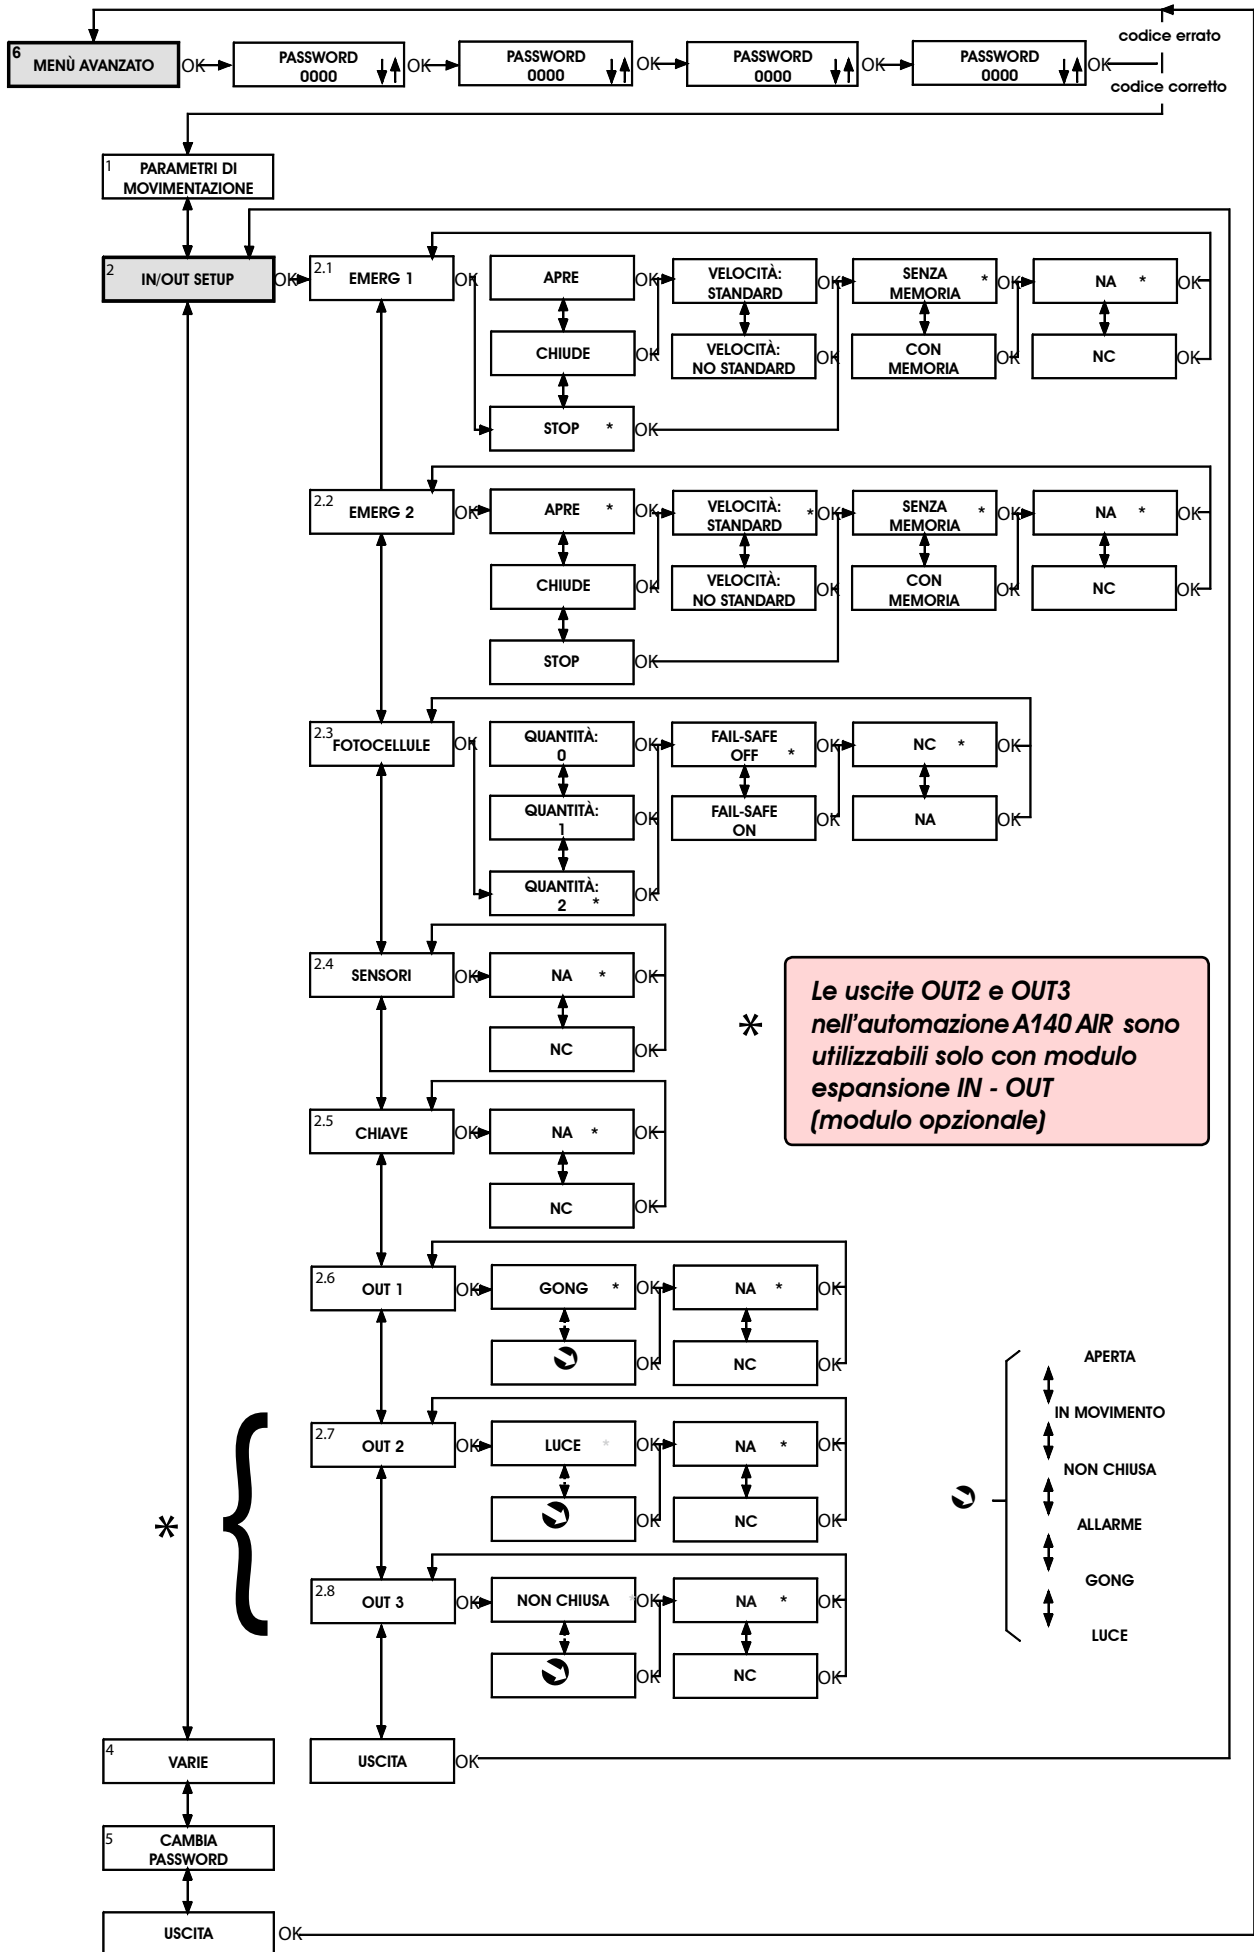 codice errato
6
MENÙ AVANZATO
OK
PASSWORD
0000
OK
PASSWORD
0000
OK
PASSWORD
0000
OK
PASSWORD
0000
OK
codice corretto
1
PARAMETRI DI
MOVIMENTAZIONE
2
IN/OUT SETUP
OK
2.1
EMERG 1
OK
APRE
OK
VELOCITÀ:
STANDARD
OK
SENZA
MEMORIA *
OK
NA *
OK
CHIUDE
OK
VELOCITÀ:
NO STANDARD
OK
CON
MEMORIA
OK
NC
OK
STOP *
OK
2.2
EMERG 2
OK
APRE *
OK
VELOCITÀ:
STANDARD *
OK
SENZA
MEMORIA *
OK
NA *
OK
CHIUDE
OK
VELOCITÀ:
NO STANDARD
OK
CON
MEMORIA
OK
NC
OK
STOP
OK
2.3
FOTOCELLULE
OK
QUANTITÀ:
0
OK
FAIL-SAFE
OFF *
OK
NC *
OK
QUANTITÀ:
1
OK
FAIL-SAFE
ON
OK
NA
OK
QUANTITÀ:
2 *
OK
2.4
SENSORI
OK
NA *
OK
NC
OK
*
Le uscite OUT2 e OUT3
nell'automazione A140 AIR sono
utilizzabili solo con modulo
espansione IN - OUT
(modulo opzionale)
2.5
CHIAVE
OK
NA *
OK
NC
OK
2.6
OUT 1
OK
GONG *
OK
NA *
OK
OK
NC
OK
*
2.7
OUT 2
OK
LUCE *
OK
NA *
OK
OK
NC
OK
2.8
OUT 3
OK
NON CHIUSA *
OK
NA *
OK
OK
NC
OK
APERTA
IN MOVIMENTO
NON CHIUSA
ALLARME
GONG
LUCE
4
VARIE
USCITA
OK
5
CAMBIA
PASSWORD
USCITA
OK